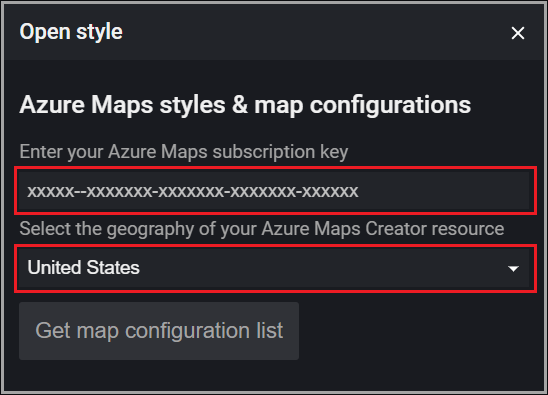 Open style
Azure Maps styles & map configurations
Enter your Azure Maps subscription key
xxxxx--xxxxxxx-xxxxxxx-xxxxxxx-xxxxxx
Select the geography of your Azure Maps Creator resource
United States
Get map configuration list